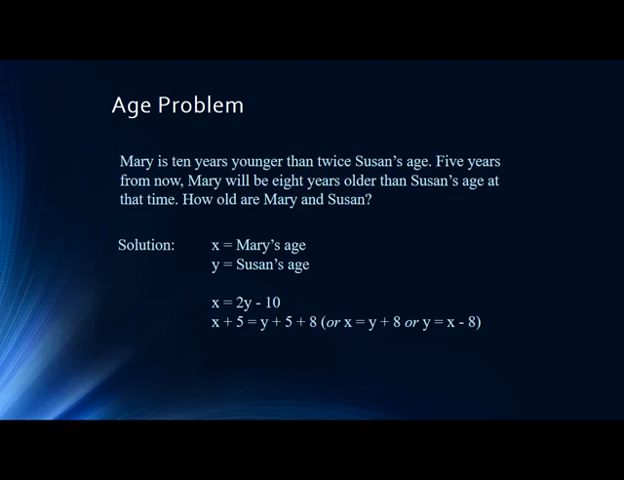 Age Problem
Mary is ten years younger than twice Susan's age. Five years
from now, Mary will be eight years older than Susan's age at
that time. How old are Mary and Susan?
Solution: x = Mary's age
y = Susan's age
x = 2y - 10
x + 5 = y + 5 + 8 (or x = y + 8 or y = x - 8)